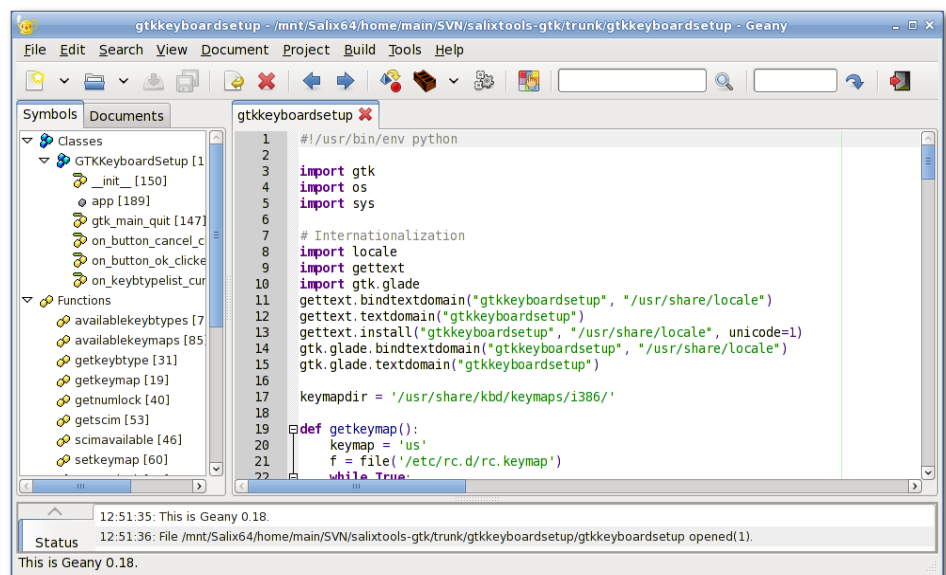 gtkkeyboardsetup - /mnt/Salix64/home/main/SVN/salixtools-gtk/trunk/gtkkeyboardsetup - Geany
File Edit Search View Document Project Build Tools Help
Symbols Documents
Classes
GTKKeyboardSetup [1
__init__ [150]
app [189]
gtk_main_quit [147]
on_button_cancel_c
on_button_ok_clicke
on_keybtypelist_cur
Functions
availablekeybtypes [7
availablekeymaps [85]
getkeybtype [31]
getkeymap [19]
getnumlock [40]
getscim [53]
scimavailable [46]
setkeymap [60]
gtkkeyboardsetup
1 #!/usr/bin/env python
2
3 import gtk
4 import os
5 import sys
6
7 # Internationalization
8 import locale
9 import gettext
10 import gtk.glade
11 gettext.bindtextdomain("gtkkeyboardsetup", "/usr/share/locale")
12 gettext.textdomain("gtkkeyboardsetup")
13 gettext.install("gtkkeyboardsetup", "/usr/share/locale", unicode=1)
14 gtk.glade.bindtextdomain("gtkkeyboardsetup", "/usr/share/locale")
15 gtk.glade.textdomain("gtkkeyboardsetup")
16
17 keymapdir = '/usr/share/kbd/keymaps/i386/'
18
19 def getkeymap():
20 keymap = 'us'
21 f = file('/etc/rc.d/rc.keymap')
22 while True:
Status
12:51:35: This is Geany 0.18.
12:51:36: File /mnt/Salix64/home/main/SVN/salixtools-gtk/trunk/gtkkeyboardsetup/gtkkeyboardsetup opened(1).
This is Geany 0.18.